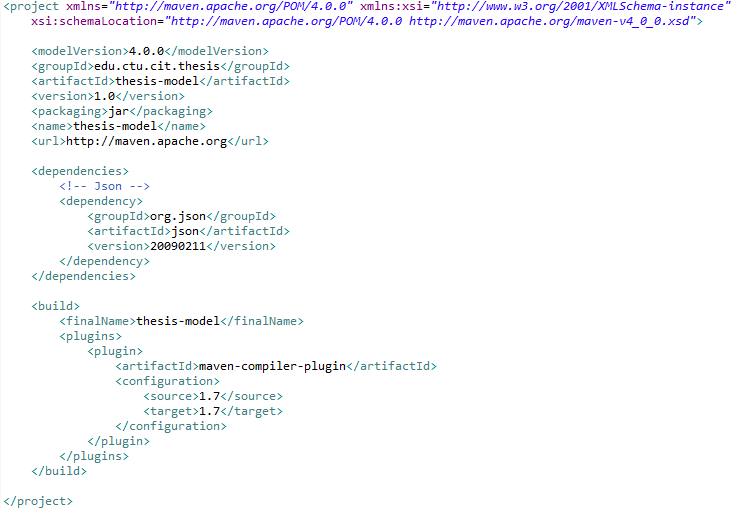 <project xmlns="http://maven.apache.org/POM/4.0.0" xmlns:xsi="http://www.w3.org/2001/XMLSchema-instance"
    xsi:schemaLocation="http://maven.apache.org/POM/4.0.0 http://maven.apache.org/maven-v4_0_0.xsd">

    <modelVersion>4.0.0</modelVersion>
    <groupId>edu.ctu.cit.thesis</groupId>
    <artifactId>thesis-model</artifactId>
    <version>1.0</version>
    <packaging>jar</packaging>
    <name>thesis-model</name>
    <url>http://maven.apache.org</url>

    <dependencies>
        <!-- Json -->
        <dependency>
            <groupId>org.json</groupId>
            <artifactId>json</artifactId>
            <version>20090211</version>
        </dependency>
    </dependencies>

    <build>
        <finalName>thesis-model</finalName>
        <plugins>
            <plugin>
                <artifactId>maven-compiler-plugin</artifactId>
                <configuration>
                    <source>1.7</source>
                    <target>1.7</target>
                </configuration>
            </plugin>
        </plugins>
    </build>

</project>